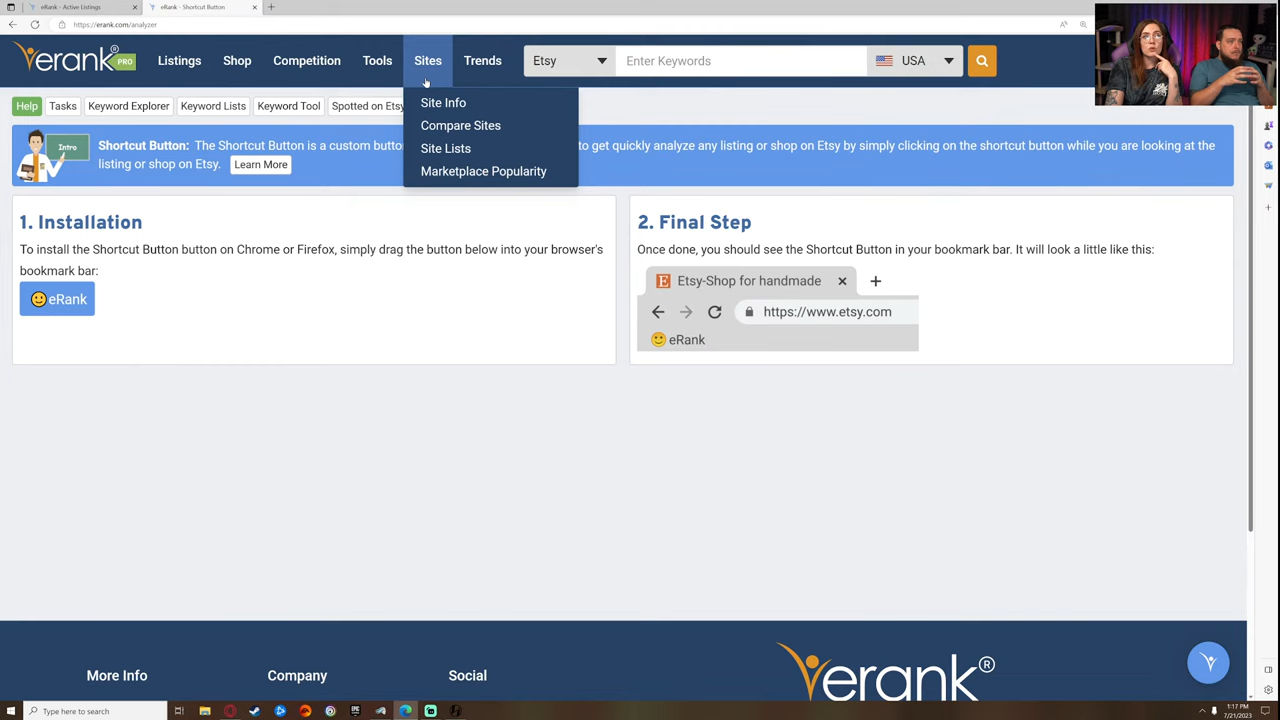 eRank - Active Listings
eRank - Shortcut Button
https://erank.com/analyzer
erank® PRO
Listings Shop Competition Tools Sites Trends Etsy Enter Keywords USA
Help Tasks Keyword Explorer Keyword Lists Keyword Tool Spotted on Etsy
Site Info
Compare Sites
Site Lists
Marketplace Popularity
Intro
Shortcut Button: The Shortcut Button is a custom button to get quickly analyze any listing or shop on Etsy by simply clicking on the shortcut button while you are looking at the
listing or shop on Etsy. Learn More
1. Installation
To install the Shortcut Button button on Chrome or Firefox, simply drag the button below into your browser's
bookmark bar:
eRank
2. Final Step
Once done, you should see the Shortcut Button in your bookmark bar. It will look a little like this:
Etsy-Shop for handmade
https://www.etsy.com
eRank
More Info Company Social
erank®
Type here to search
1:17 PM
7/21/2023